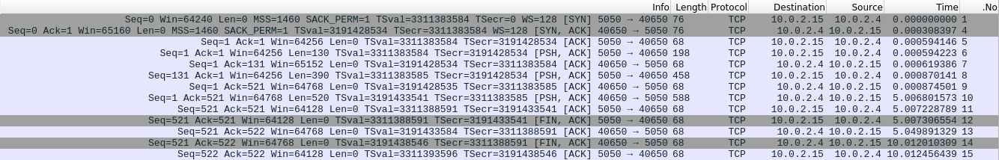 Info Length Protocol Destination Source Time .No
Seq=0 Win=64240 Len=0 MSS=1460 SACK_PERM=1 TSval=3311383584 TSecr=0 WS=128 [SYN] 5050 → 40650 76 TCP 10.0.2.15 10.0.2.4 0.000000000 1
Seq=0 Ack=1 Win=65160 Len=0 MSS=1460 SACK_PERM=1 TSval=3191428534 TSecr=3311383584 WS=128 [SYN, ACK] 40650 → 5050 76 TCP 10.0.2.4 10.0.2.15 0.000308397 4
Seq=1 Ack=1 Win=64256 Len=0 TSval=3311383584 TSecr=3191428534 [ACK] 5050 → 40650 68 TCP 10.0.2.15 10.0.2.4 0.000594146 5
Seq=1 Ack=1 Win=64256 Len=130 TSval=3311383584 TSecr=3191428534 [PSH, ACK] 5050 → 40650 198 TCP 10.0.2.15 10.0.2.4 0.000594223 6
Seq=1 Ack=131 Win=65152 Len=0 TSval=3191428534 TSecr=3311383584 [ACK] 40650 → 5050 68 TCP 10.0.2.4 10.0.2.15 0.000619386 7
Seq=131 Ack=1 Win=64256 Len=390 TSval=3311383585 TSecr=3191428534 [PSH, ACK] 5050 → 40650 458 TCP 10.0.2.15 10.0.2.4 0.000870141 8
Seq=1 Ack=521 Win=64768 Len=0 TSval=3191428535 TSecr=3311383585 [ACK] 40650 → 5050 68 TCP 10.0.2.4 10.0.2.15 0.000874501 9
Seq=1 Ack=521 Win=64768 Len=520 TSval=3191433541 TSecr=3311383585 [PSH, ACK] 40650 → 5050 588 TCP 10.0.2.4 10.0.2.15 5.006801573 10
Seq=521 Ack=521 Win=64128 Len=0 TSval=3311388591 TSecr=3191433541 [ACK] 5050 → 40650 68 TCP 10.0.2.15 10.0.2.4 5.007228789 11
Seq=521 Ack=521 Win=64128 Len=0 TSval=3311388591 TSecr=3191433541 [FIN, ACK] 5050 → 40650 68 TCP 10.0.2.15 10.0.2.4 5.007306554 12
Seq=521 Ack=522 Win=64768 Len=0 TSval=3191433584 TSecr=3311388591 [ACK] 40650 → 5050 68 TCP 10.0.2.4 10.0.2.15 5.049891329 13
Seq=521 Ack=522 Win=64768 Len=0 TSval=3191438546 TSecr=3311388591 [FIN, ACK] 40650 → 5050 68 TCP 10.0.2.4 10.0.2.15 10.012010309 14
Seq=522 Ack=522 Win=64128 Len=0 TSval=3311393596 TSecr=3191438546 [ACK] 5050 → 40650 68 TCP 10.0.2.15 10.0.2.4 10.012456439 15